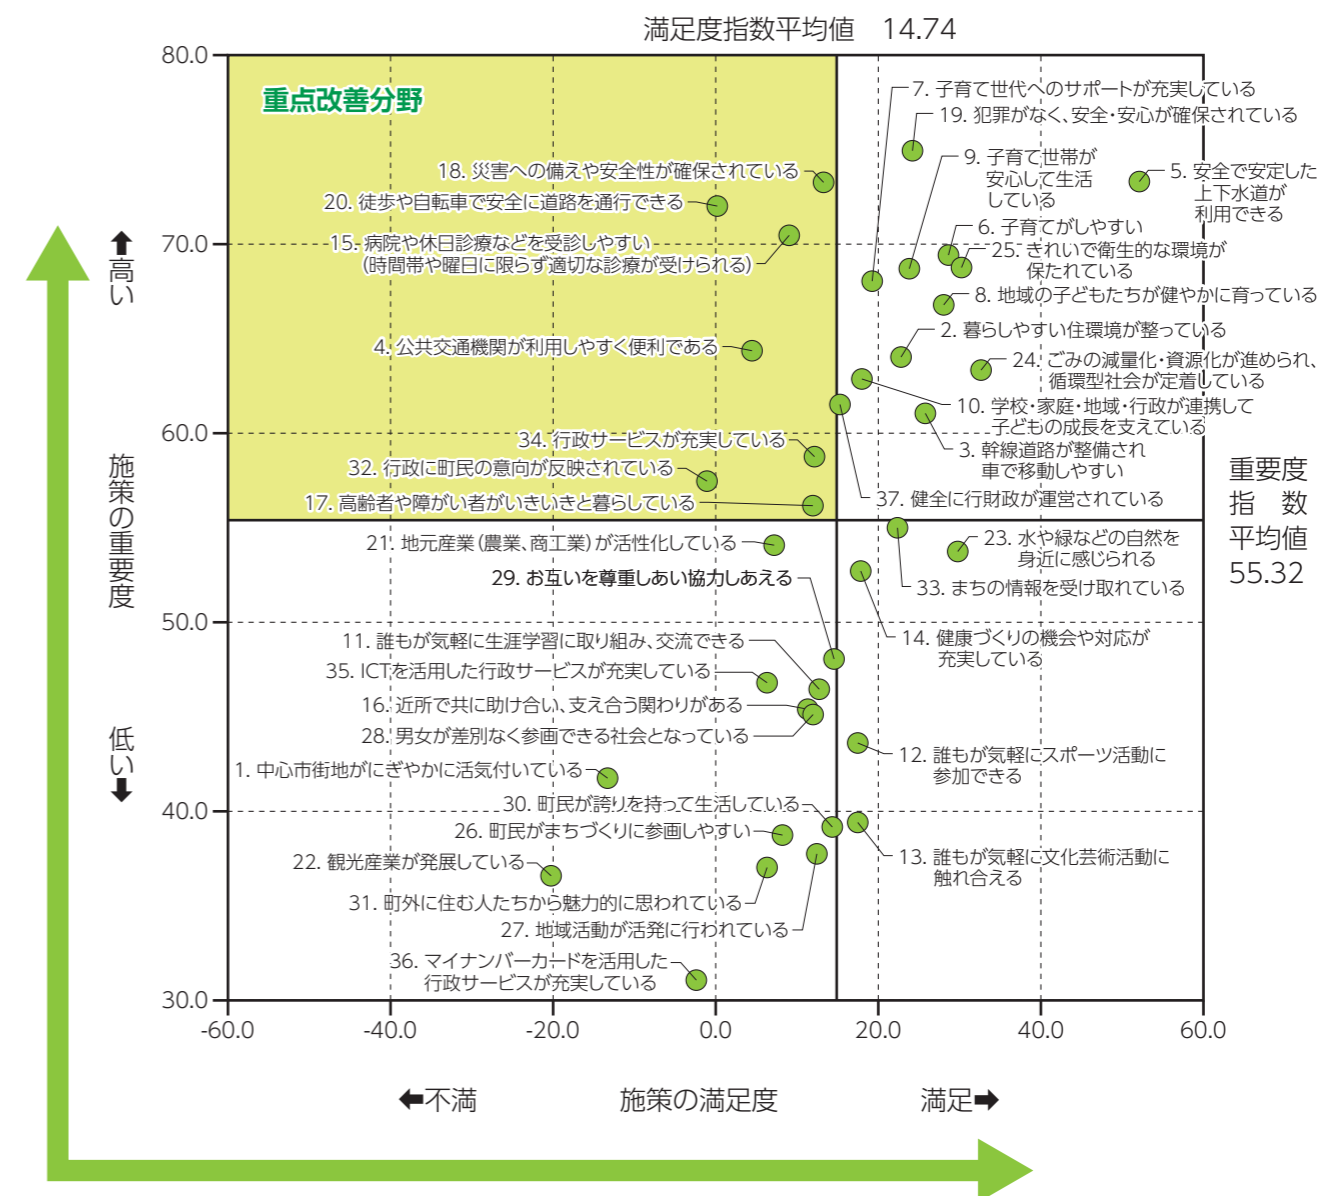 満足度指数平均値 14.74
80.0
重点改善分野
7. 子育て世代へのサポートが充実している
19. 犯罪がなく、安全・安心が確保されている
18. 災害への備えや安全性が確保されている
9. 子育て世帯が
安心して生活
している
5. 安全で安定した
上下水道が
利用できる
20. 徒歩や自転車で安全に道路を通行できる
6. 子育てがしやすい
15. 病院や休日診療などを受診しやすい
(時間帯や曜日に限らず適切な診療が受けられる)
70.0
25. きれいで衛生的な環境が
保たれている
高い
8. 地域の子どもたちが健やかに育っている
2. 暮らしやすい住環境が整っている
4. 公共交通機関が利用しやすく便利である
24. ごみの減量化・資源化が進められ、
循環型社会が定着している
10. 学校・家庭・地域・行政が連携して
子どもの成長を支えている
60.0
34. 行政サービスが充実している
3. 幹線道路が整備され
車で移動しやすい
32. 行政に町民の意向が反映されている
37. 健全に行財政が運営されている
17. 高齢者や障がい者がいきいきと暮らしている
重要度
指 数
平均値
55.32
施策の重要度
21. 地元産業(農業、商工業)が活性化している
23. 水や緑などの自然を
身近に感じられる
29. お互いを尊重しあい協力しあえる
33. まちの情報を受け取れている
50.0
11. 誰もが気軽に生涯学習に取り組み、交流できる
14. 健康づくりの機会や対応が
充実している
35. ICTを活用した行政サービスが充実している
16. 近所で共に助け合い、支え合う関わりがある
28. 男女が差別なく参画できる社会となっている
12. 誰もが気軽にスポーツ活動に
参加できる
低い
1. 中心市街地がにぎやかに活気付いている
30. 町民が誇りを持って生活している
40.0
26. 町民がまちづくりに参画しやすい
13. 誰もが気軽に文化芸術活動に
触れ合える
22. 観光産業が発展している
31. 町外に住む人たちから魅力的に思われている
27. 地域活動が活発に行われている
36. マイナンバーカードを活用した
行政サービスが充実している
30.0
-60.0 -40.0 -20.0 0.0 20.0 40.0 60.0
不満 施策の満足度 満足